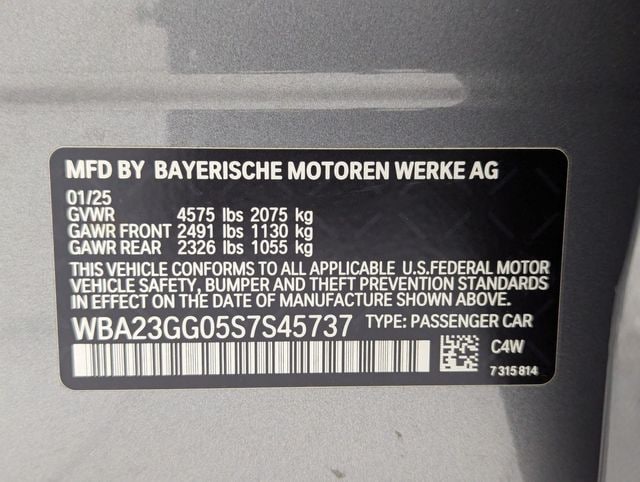 MFD BY BAYERISCHE MOTOREN WERKE AG
01/25
GVWR 4575 lbs 2075 kg
GAWR FRONT 2491 lbs 1130 kg
GAWR REAR 2326 lbs 1055 kg
THIS VEHICLE CONFORMS TO ALL APPLICABLE U.S.FEDERAL MOTOR
VEHICLE SAFETY, BUMPER AND THEFT PREVENTION STANDARDS
IN EFFECT ON THE DATE OF MANUFACTURE SHOWN ABOVE.
WBA23GG05S7S45737 TYPE: PASSENGER CAR
C4W
7 315 814